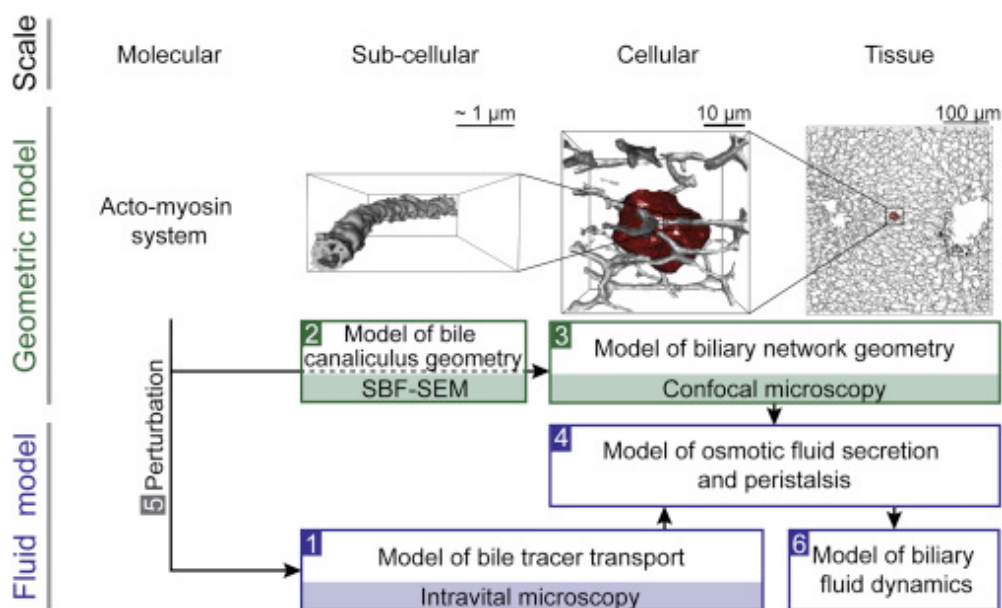 Scale
Molecular
Sub-cellular
Cellular
Tissue
~ 1 μm
10 μm
100 μm
Geometric model
Acto-myosin
system
2
Model of bile
canaliculus geometry
SBF-SEM
3
Model of biliary network geometry
Confocal microscopy
5 Perturbation
Fluid model
4
Model of osmotic fluid secretion
and peristalsis
1
Model of bile tracer transport
Intravital microscopy
6
Model of biliary
fluid dynamics